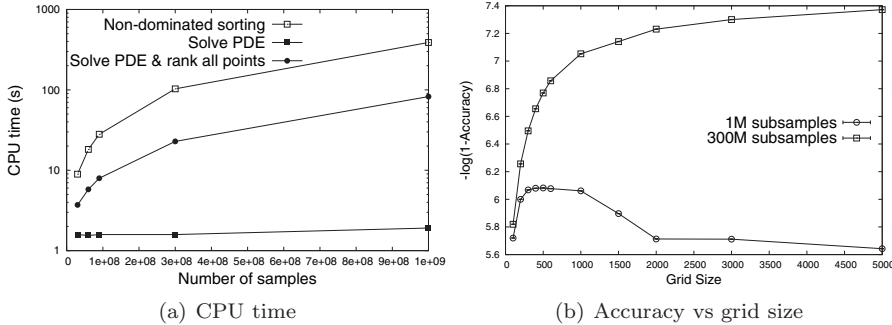 1000
100
10
1
CPU time (s)
Non-dominated sorting
Solve PDE
Solve PDE & rank all points
0 1e+08 2e+08 3e+08 4e+08 5e+08 6e+08 7e+08 8e+08 9e+08 1e+09
Number of samples
(a) CPU time
7.4
7.2
7
6.8
6.6
6.4
6.2
6
5.8
5.6
-log(1-Accuracy)
1M subsamples
300M subsamples
0 500 1000 1500 2000 2500 3000 3500 4000 4500 5000
Grid Size
(b) Accuracy vs grid size